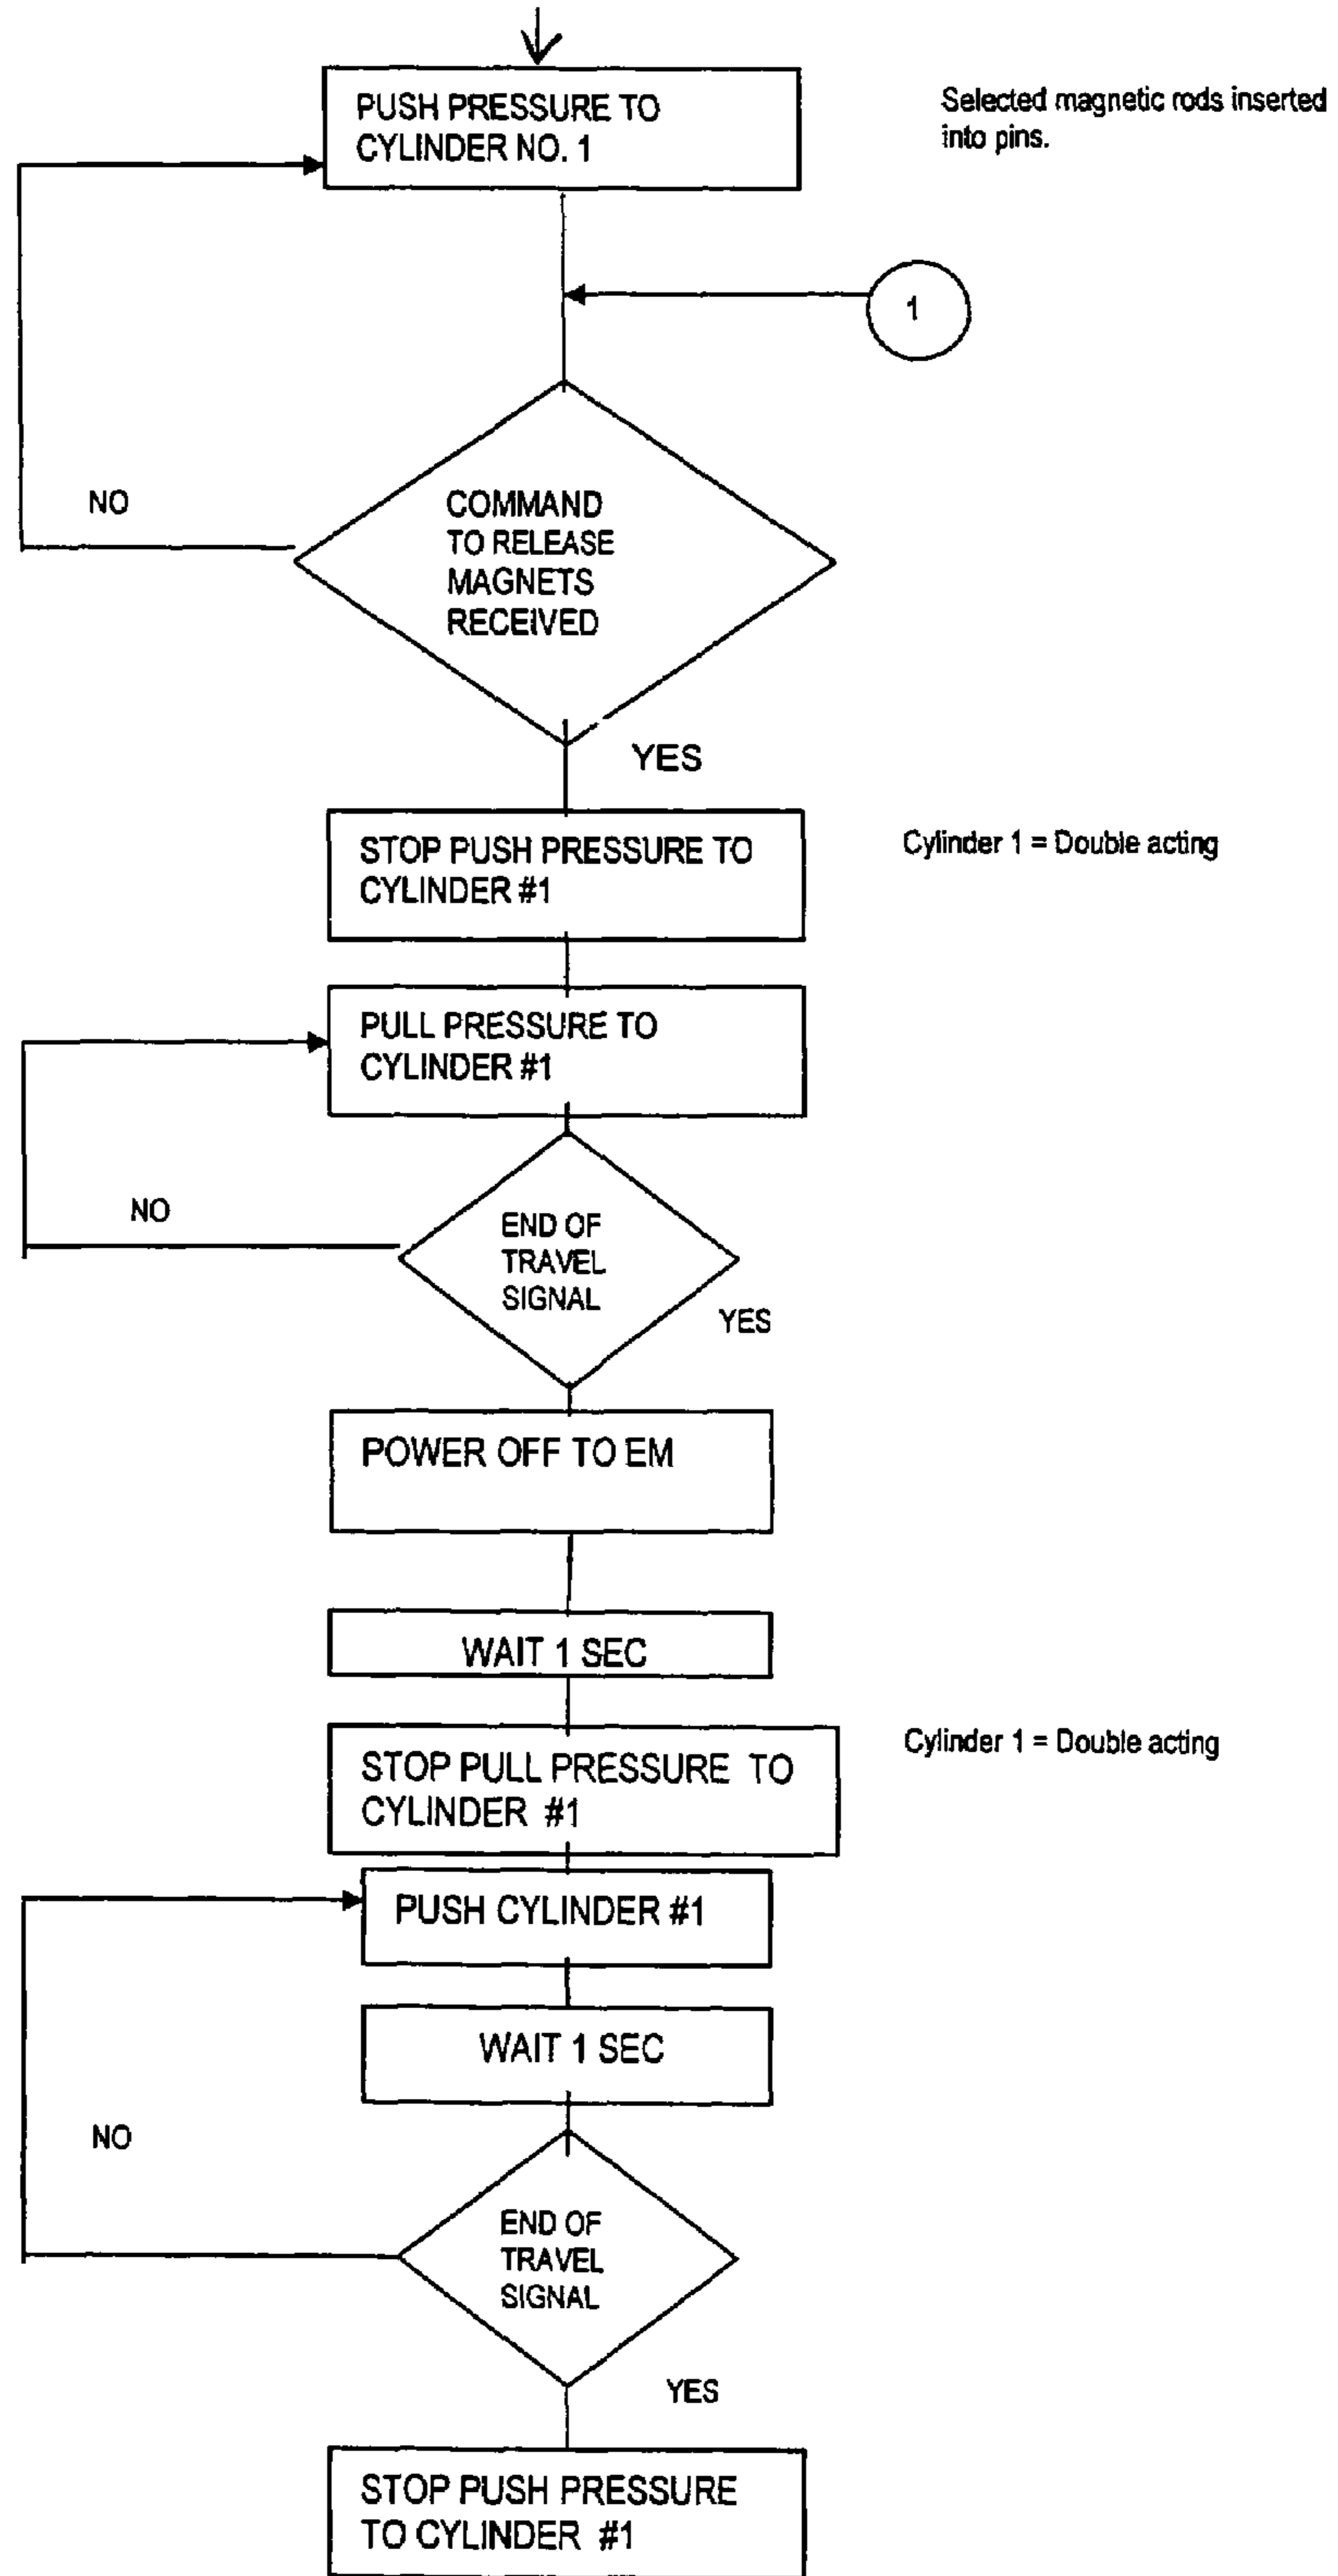 PUSH PRESSURE TO
CYLINDER NO. 1
Selected magnetic rods inserted
into pins.
1
NO
COMMAND
TO RELEASE
MAGNETS
RECEIVED
YES
STOP PUSH PRESSURE TO
CYLINDER #1
Cylinder 1 = Double acting
PULL PRESSURE TO
CYLINDER #1
NO
END OF
TRAVEL
SIGNAL
YES
POWER OFF TO EM
WAIT 1 SEC
STOP PULL PRESSURE TO
CYLINDER #1
Cylinder 1 = Double acting
PUSH CYLINDER #1
WAIT 1 SEC
NO
END OF
TRAVEL
SIGNAL
YES
STOP PUSH PRESSURE
TO CYLINDER #1